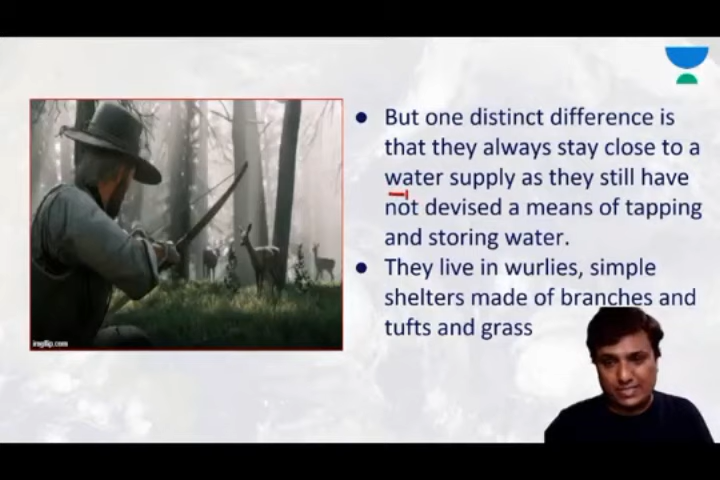 But one distinct difference is
that they always stay close to a
water supply as they still have
not devised a means of tapping
and storing water.
They live in wurlies, simple
shelters made of branches and
tufts and grass
imgflip.com